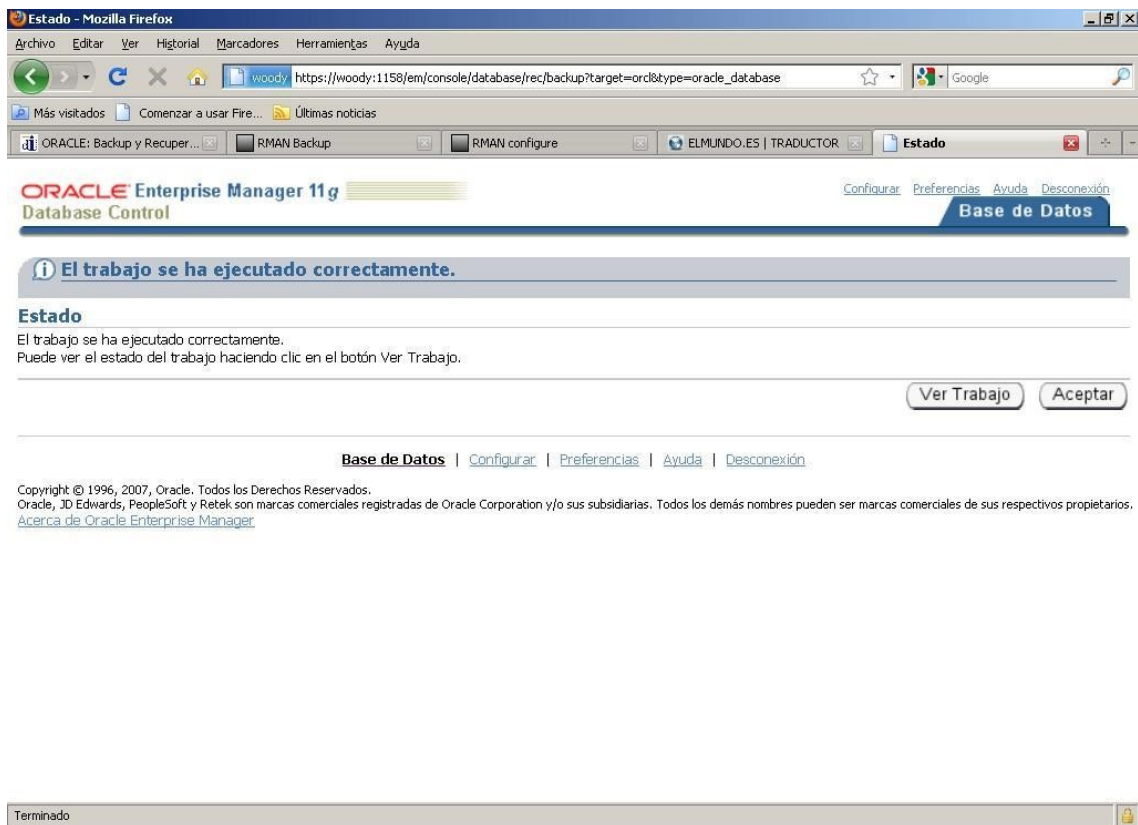 Estado - Mozilla Firefox
Archivo Editar Ver Historial Marcadores Herramientas Ayuda
woody https://woody:1158/em/console/database/rec/backup?target=orcl&type=oracle_database Google
Más visitados Comenzar a usar Fire... Últimas noticias
ORACLE: Backup y Recuper... RMAN Backup RMAN configure ELMUNDO.ES | TRADUCTOR Estado
ORACLE Enterprise Manager 11g
Configurar Preferencias Ayuda Desconexión
Database Control
Base de Datos
El trabajo se ha ejecutado correctamente.
Estado
El trabajo se ha ejecutado correctamente.
Puede ver el estado del trabajo haciendo clic en el botón Ver Trabajo.
Ver Trabajo Aceptar
Base de Datos | Configurar | Preferencias | Ayuda | Desconexión
Copyright © 1996, 2007, Oracle. Todos los Derechos Reservados.
Oracle, JD Edwards, PeopleSoft y Retek son marcas comerciales registradas de Oracle Corporation y/o sus subsidiarias. Todos los demás nombres pueden ser marcas comerciales de sus respectivos propietarios.
Acerca de Oracle Enterprise Manager
Terminado